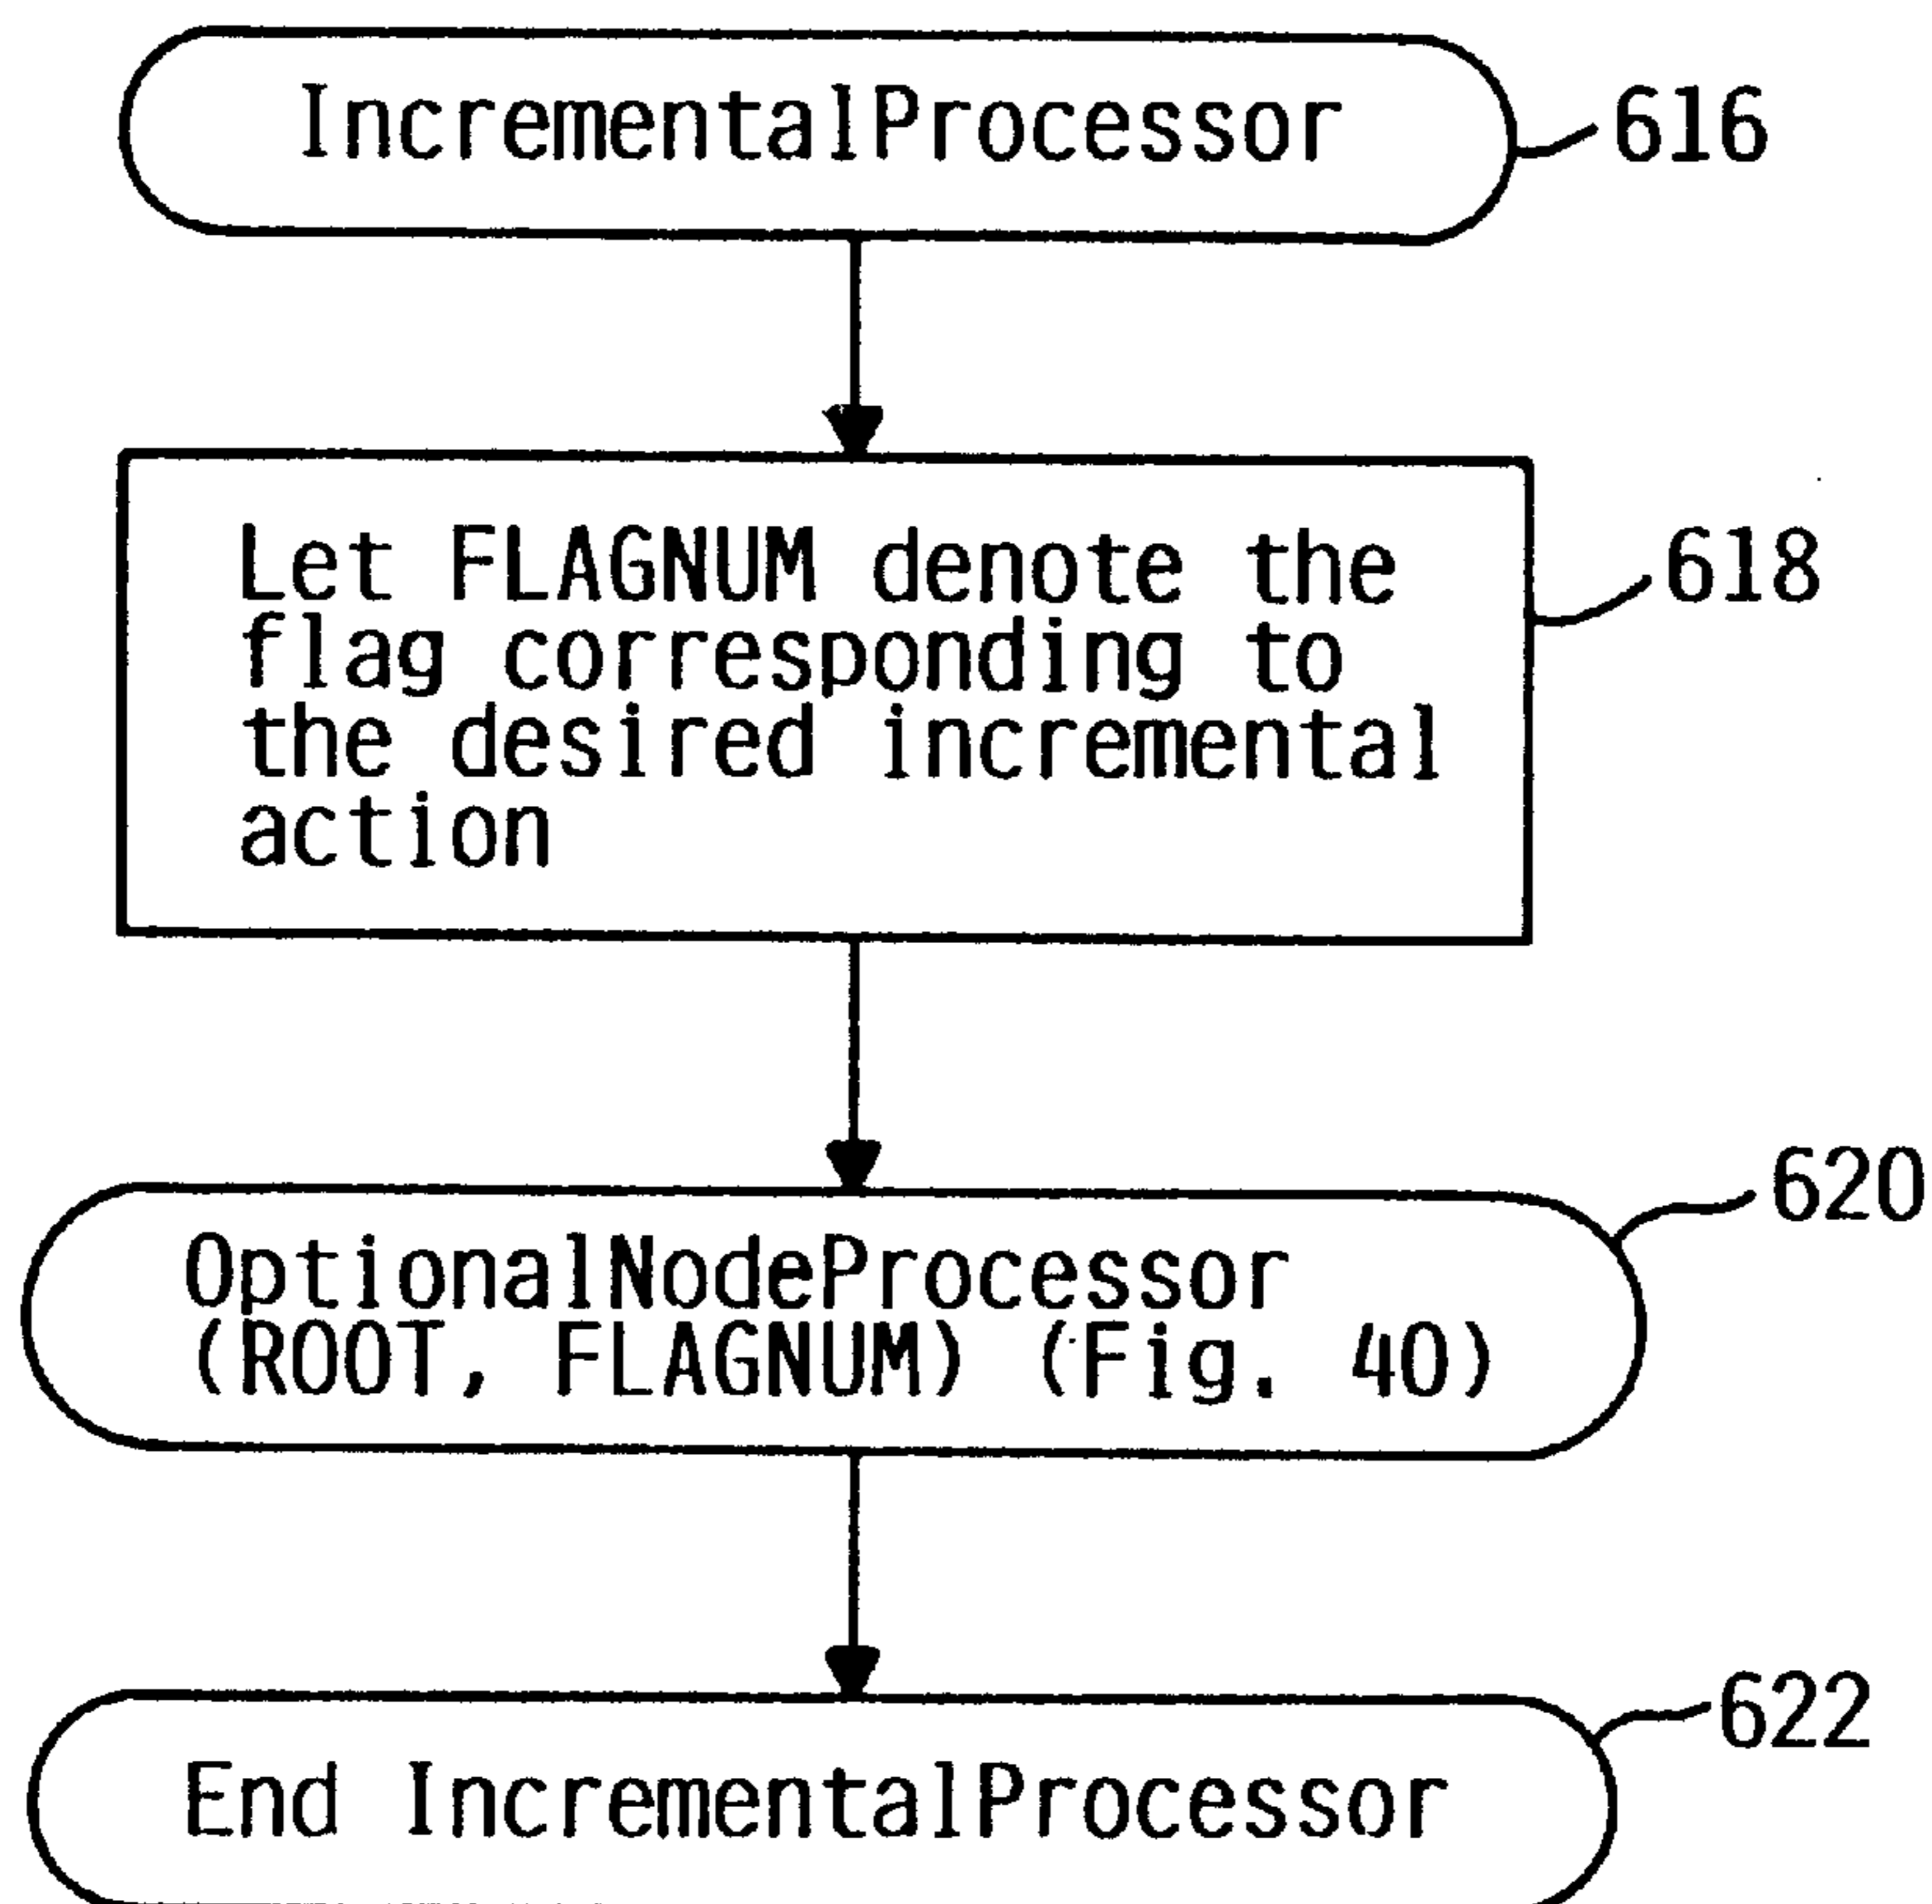 IncrementalProcessor
616
Let FLAGNUM denote the
flag corresponding to
the desired incremental
action
618
620
OptionalNodeProcessor
(ROOT, FLAGNUM) (Fig. 40)
622
End IncrementalProcessor